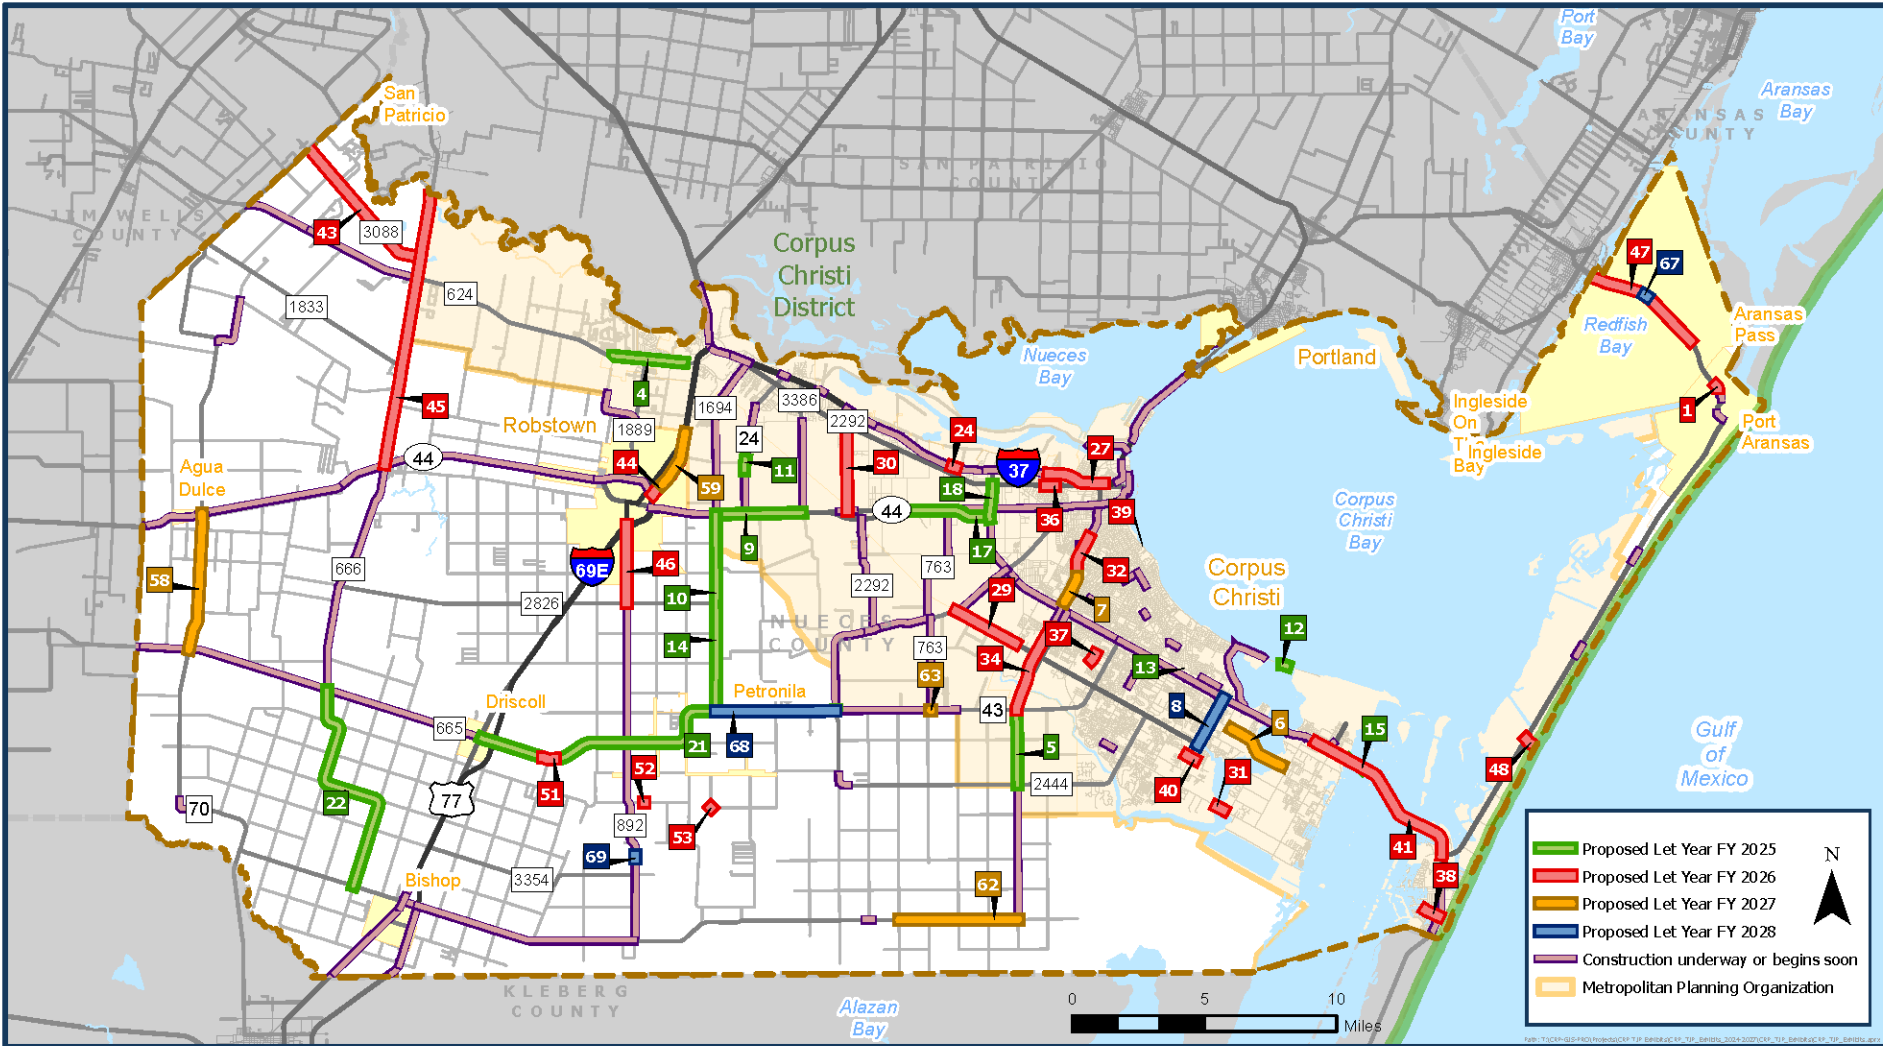 Port
Bay
Aransas
Bay
ARANSAS
COUNTY
San
Patricio
SAN PATRICIO
COUNTY
JIM WELLS
COUNTY
43
3088
Corpus
Christi
District
47
67
624
1833
Redfish
Bay
Aransas
Pass
Nueces
Bay
Portland
4
45
1694
3386
2292
Ingleside
On
Ingleside
Bay
1
Port
Aransas
Robstown
1889
24
24
27
44
Agua
Dulce
44
59
11
30
37
18
36
39
44
Corpus
Christi
Bay
9
17
32
666
69E
46
763
58
2826
10
2292
29
7
Corpus
Christi
NUECES
COUNTY
14
763
37
12
34
13
63
Petronila
Driscoll
43
8
6
15
665
21
68
5
Gulf
of
Mexico
52
48
51
40
31
2444
77
22
70
53
892
41
69
38
Bishop
3354
62
KLEBERG
COUNTY
Alazan
Bay
0
5
10
Miles
Proposed Let Year FY 2025
Proposed Let Year FY 2026
Proposed Let Year FY 2027
Proposed Let Year FY 2028
Construction underway or begins soon
Metropolitan Planning Organization
N